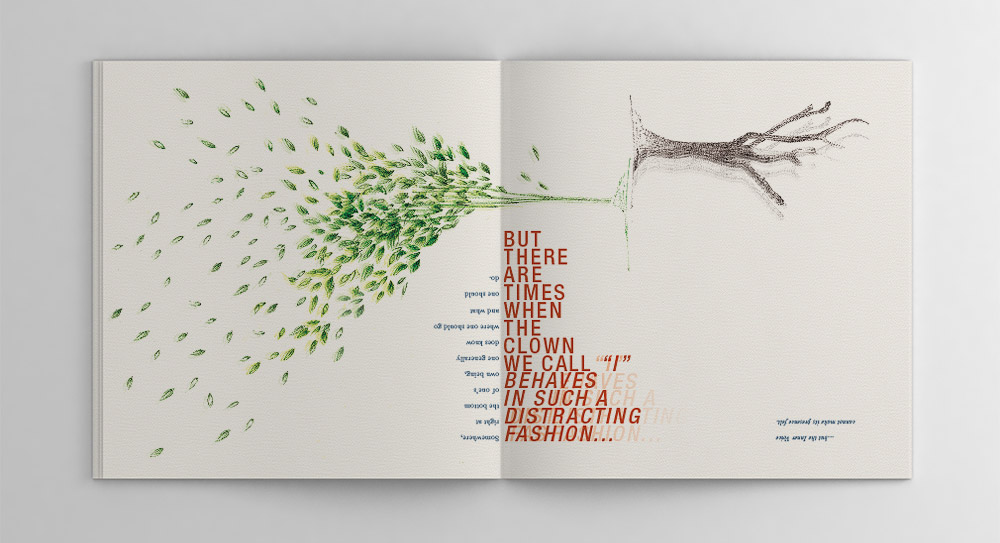 Somewhere,
right at
the bottom
of one's
own being,
one generally
does know
where one should go
and what
one should
do.
BUT
THERE
ARE
TIMES
WHEN
THE
CLOWN
WE CALL "I"
BEHAVES
IN SUCH A
DISTRACTING
FASHION...
...but the Inner Voice
cannot make its presence felt.